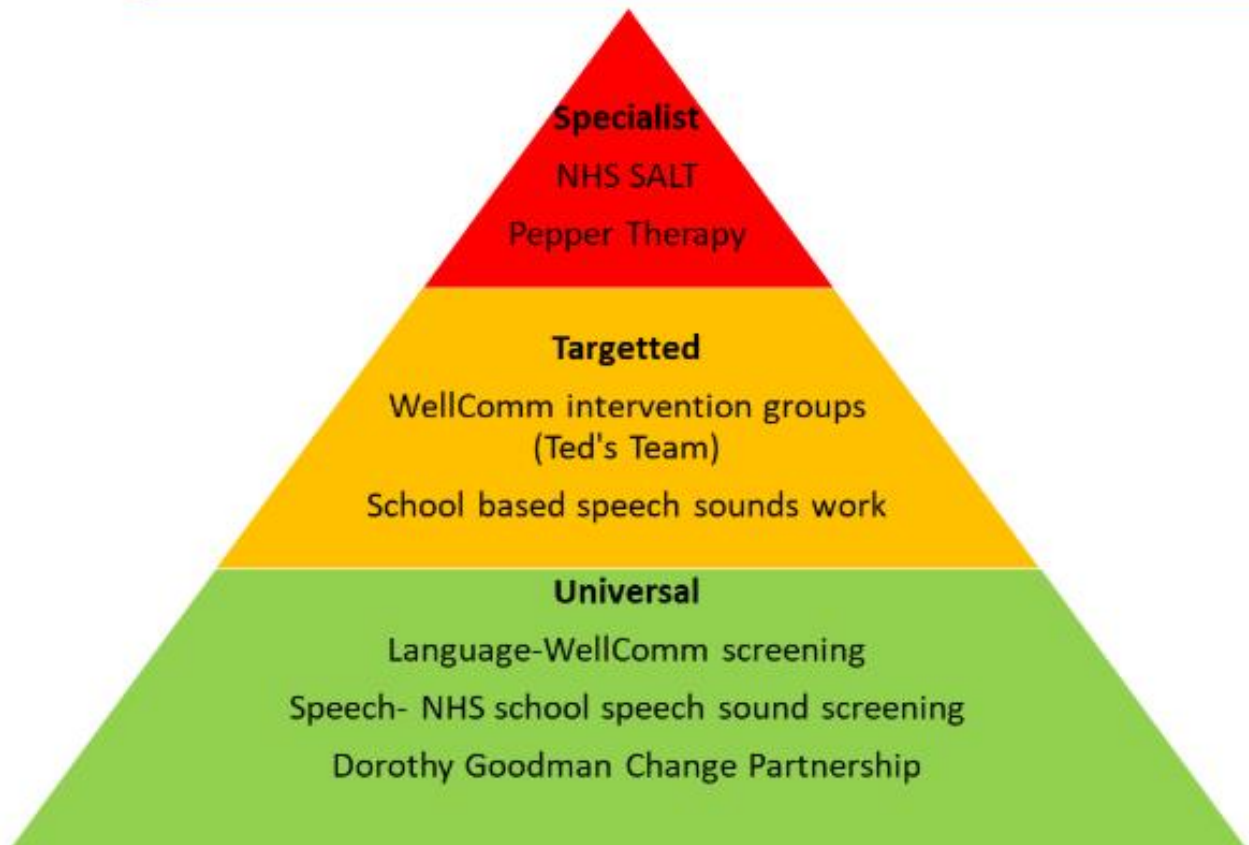 Specialist
NHS SALT
Pepper Therapy
Targetted
WellComm intervention groups
(Ted's Team)
School based speech sounds work
Universal
Language-WellComm screening
Speech- NHS school speech sound screening
Dorothy Goodman Change Partnership